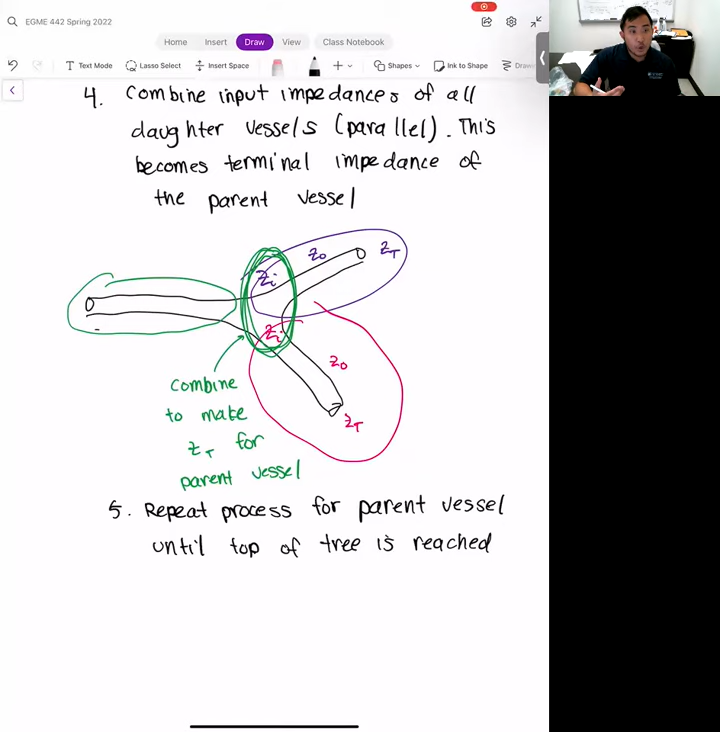 EGME 442 Spring 2022
Home Insert Draw View Class Notebook
Text Mode Lasso Select Insert Space Shapes Ink to Shape Draw
4. Combine input impedances of all
daughter vessels (parallel). This
becomes terminal impedance of
the parent vessel
Zo ZT
Zi
Zi
Zo
ZT
combine
to make
ZT for
parent vessel
5. Repeat process for parent vessel
until top of tree is reached